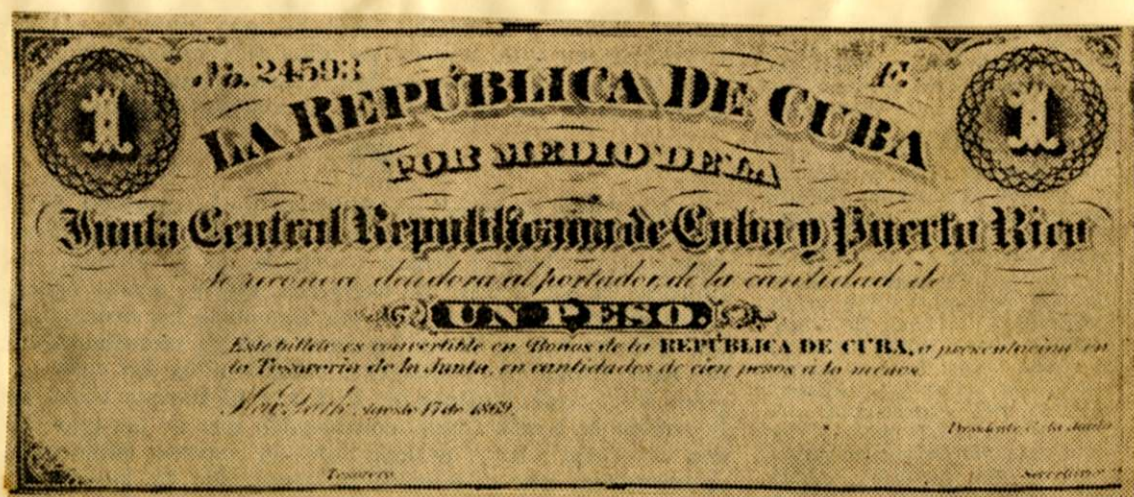 No. 24593 F.
1 1
LA REPÚBLICA DE CUBA
POR MEDIO DE LA
Junta Central Republicana de Cuba y Puerto Rico
Se reconoce deudora al portador, de la cantidad de
UN PESO.
Este billete es convertible en Bonos de la REPÚBLICA DE CUBA, a presentacion en
la Tesoreria de la Junta, en cantidades de cien pesos a lo menos.
New York, Agosto 17 de 1869.
Presidente de la Junta
Tesorero Secretario